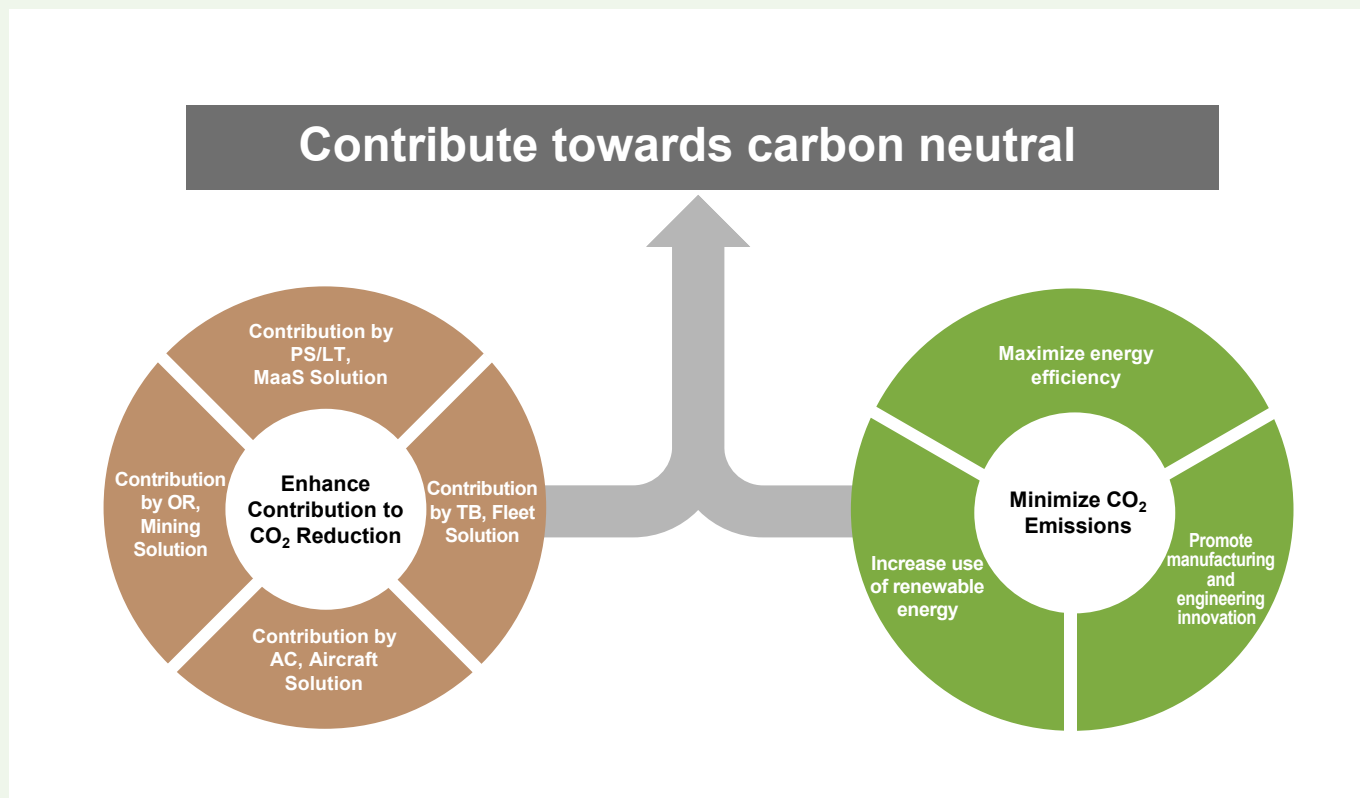 Contribute towards carbon neutral
Contribution by
PS/LT,
MaaS Solution
Contribution
by OR,
Mining
Solution
Enhance
Contribution to
CO₂ Reduction
Contribution
by TB, Fleet
Solution
Contribution by
AC, Aircraft
Solution
Maximize energy
efficiency
Minimize CO₂
Emissions
Increase use
of renewable
energy
Promote
manufacturing
and
engineering
innovation